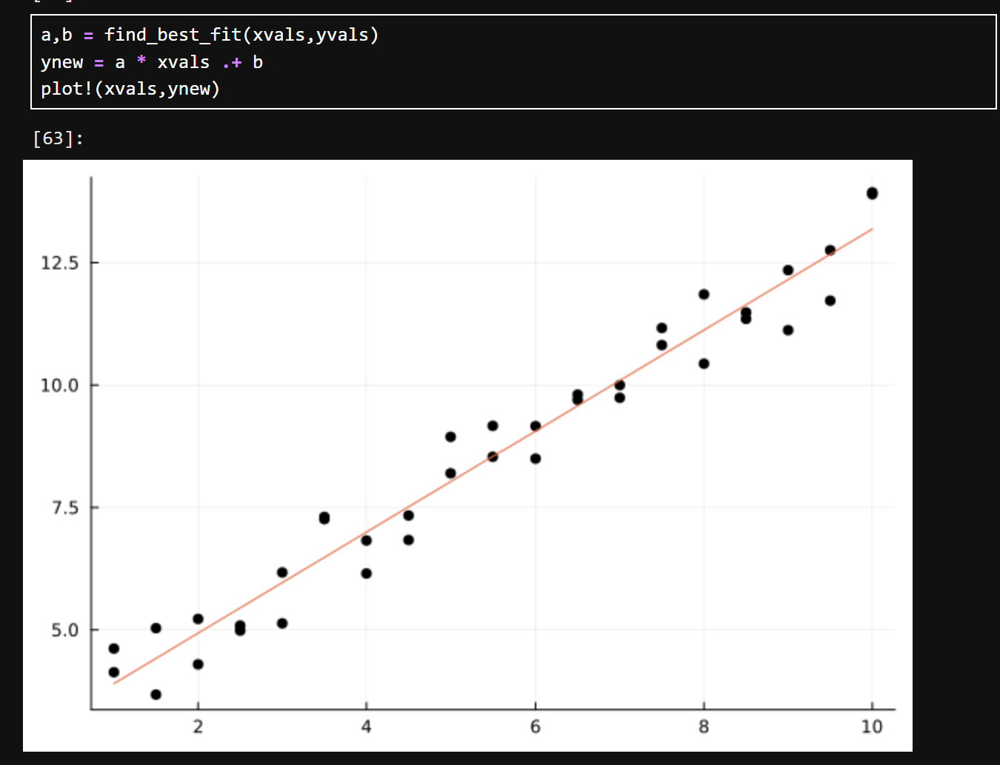 a,b = find_best_fit(xvals,yvals)
ynew = a * xvals .+ b
plot!(xvals,ynew)
[63]:
12.5
10.0
7.5
5.0
2 4 6 8 10